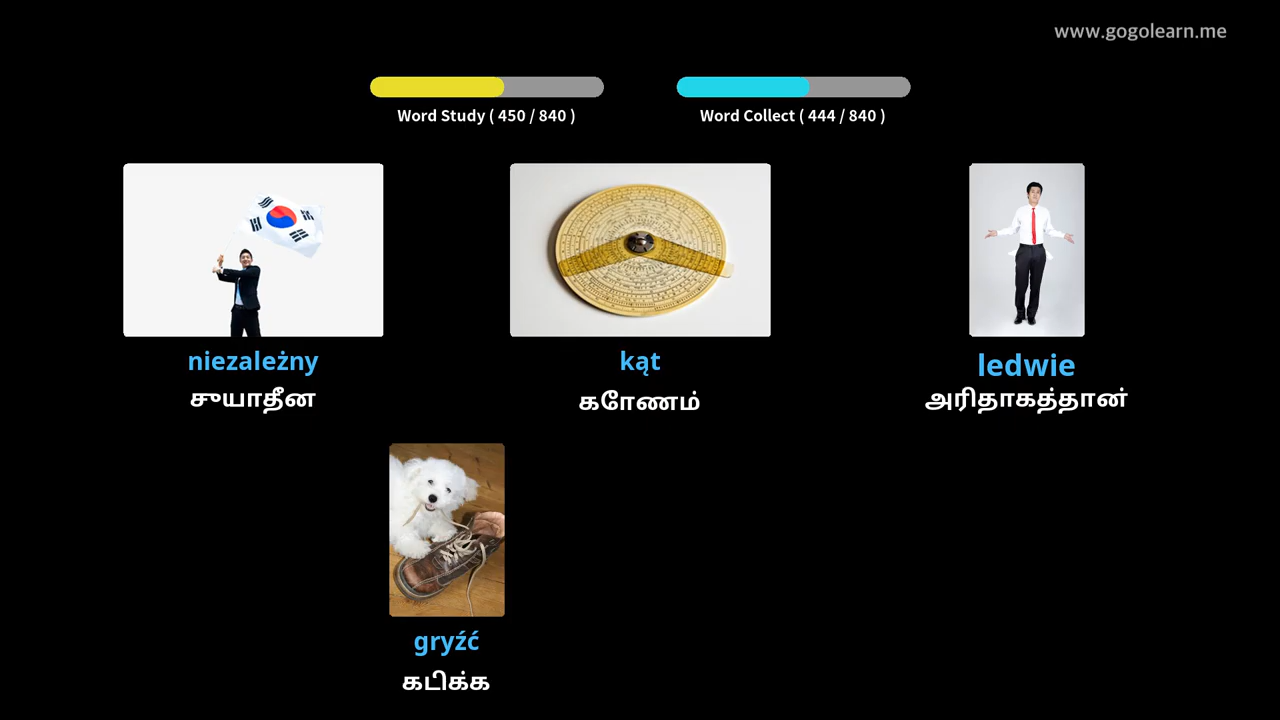 www.gogolearn.me
Word Study ( 450 / 840 )
Word Collect ( 444 / 840 )
niezależny
kąt
ledwie
சுயாதீன
கோணம்
அரிதாகத்தான்
gryźć
கடிக்க